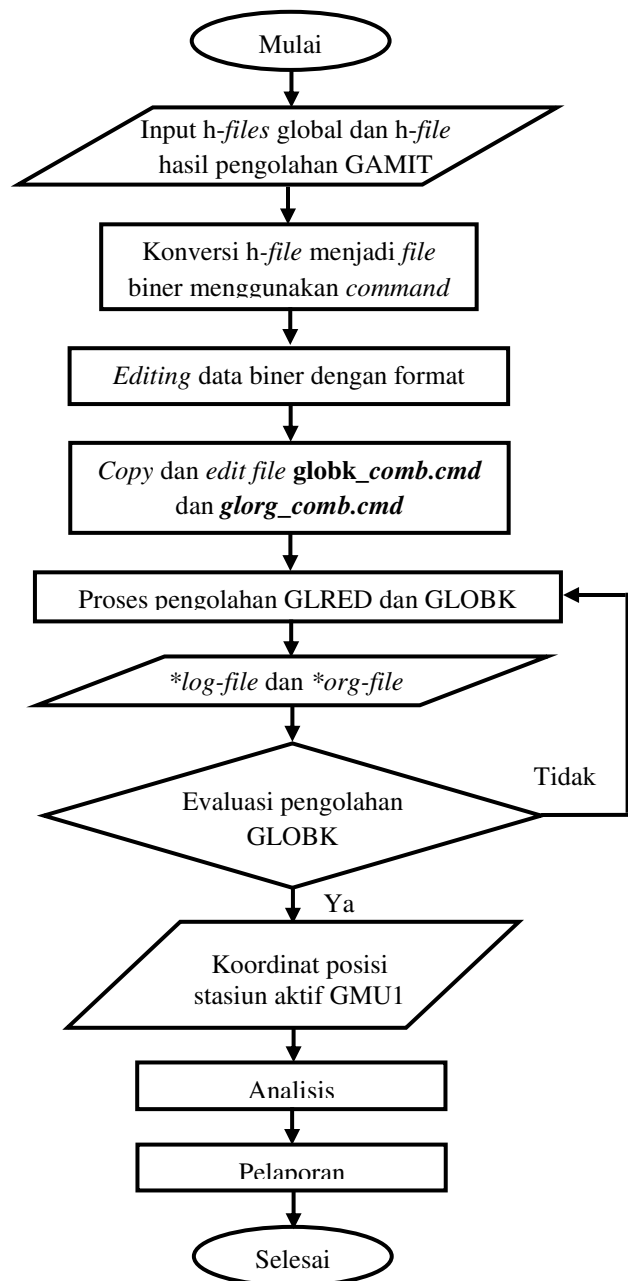 Mulai
Input h-files global dan h-file
hasil pengolahan GAMIT
Konversi h-file menjadi file
biner menggunakan command
Editing data biner dengan format
Copy dan edit file globk_comb.cmd
dan glorg_comb.cmd
Proses pengolahan GLRED dan GLOBK
*log-file dan *org-file
Tidak
Evaluasi pengolahan
GLOBK
Ya
Koordinat posisi
stasiun aktif GMU1
Analisis
Pelaporan
Selesai